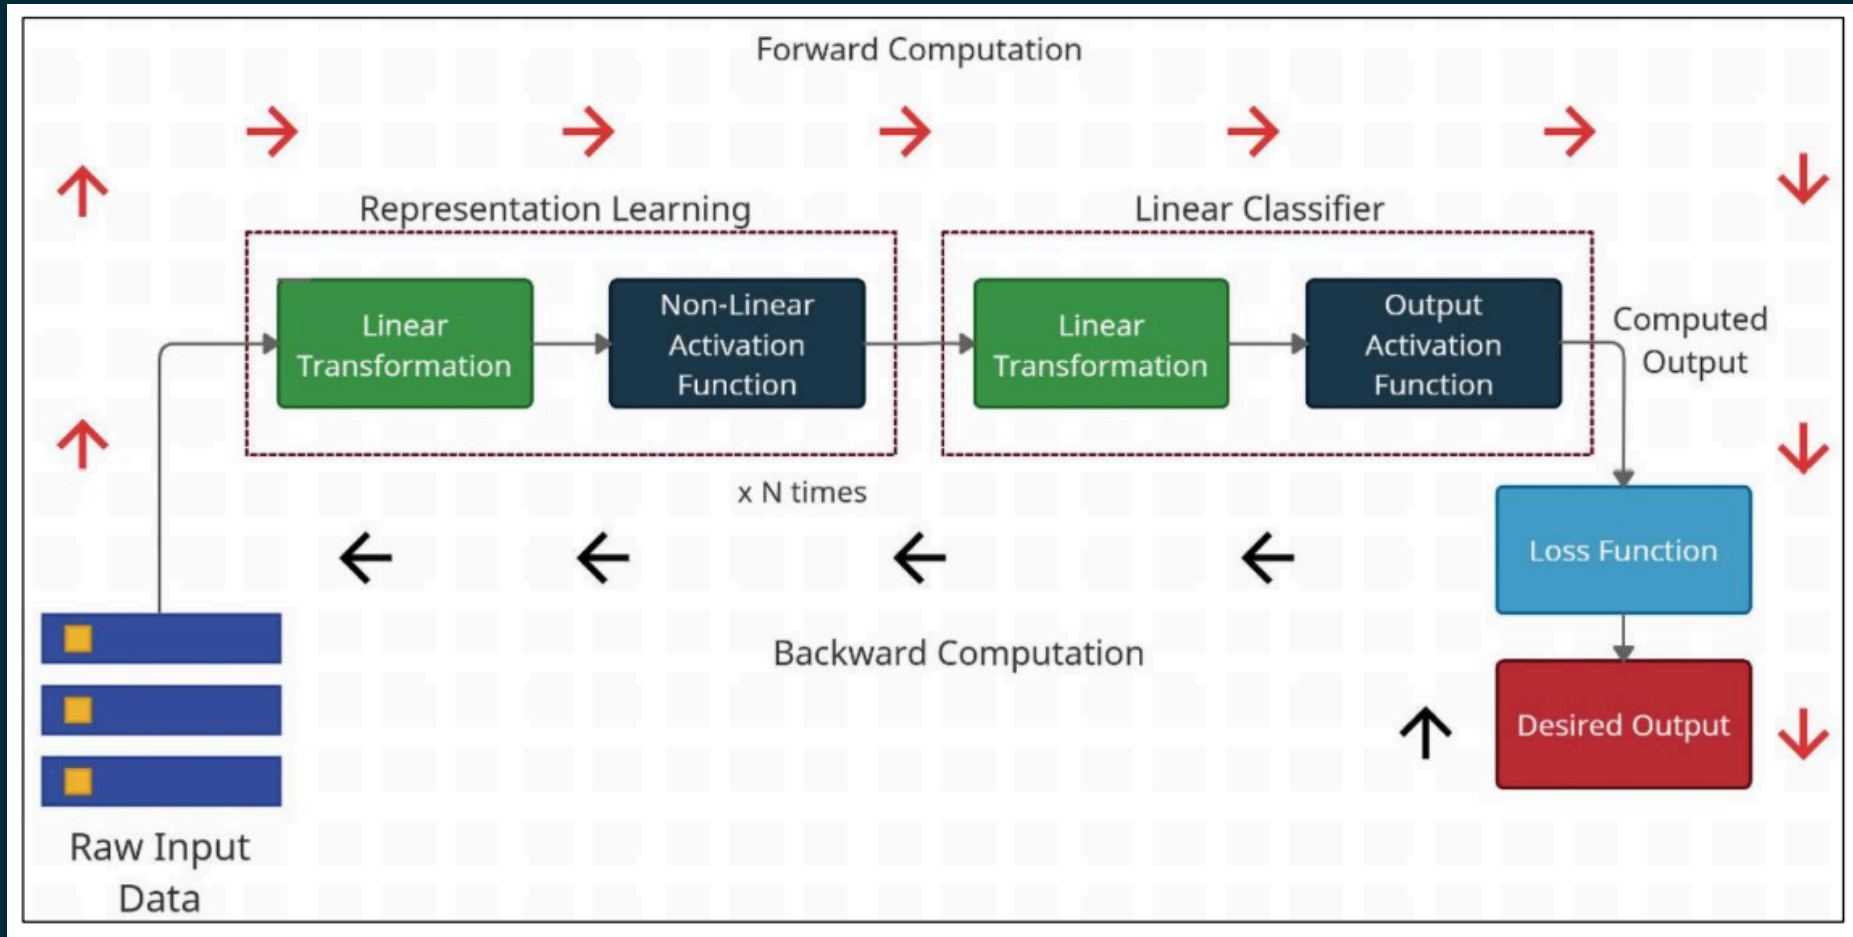 Forward Computation
Representation Learning
Linear Classifier
Linear
Transformation
Non-Linear
Activation
Function
Linear
Transformation
Output
Activation
Function
Computed
Output
x N times
Loss Function
Backward Computation
Desired Output
Raw Input
Data